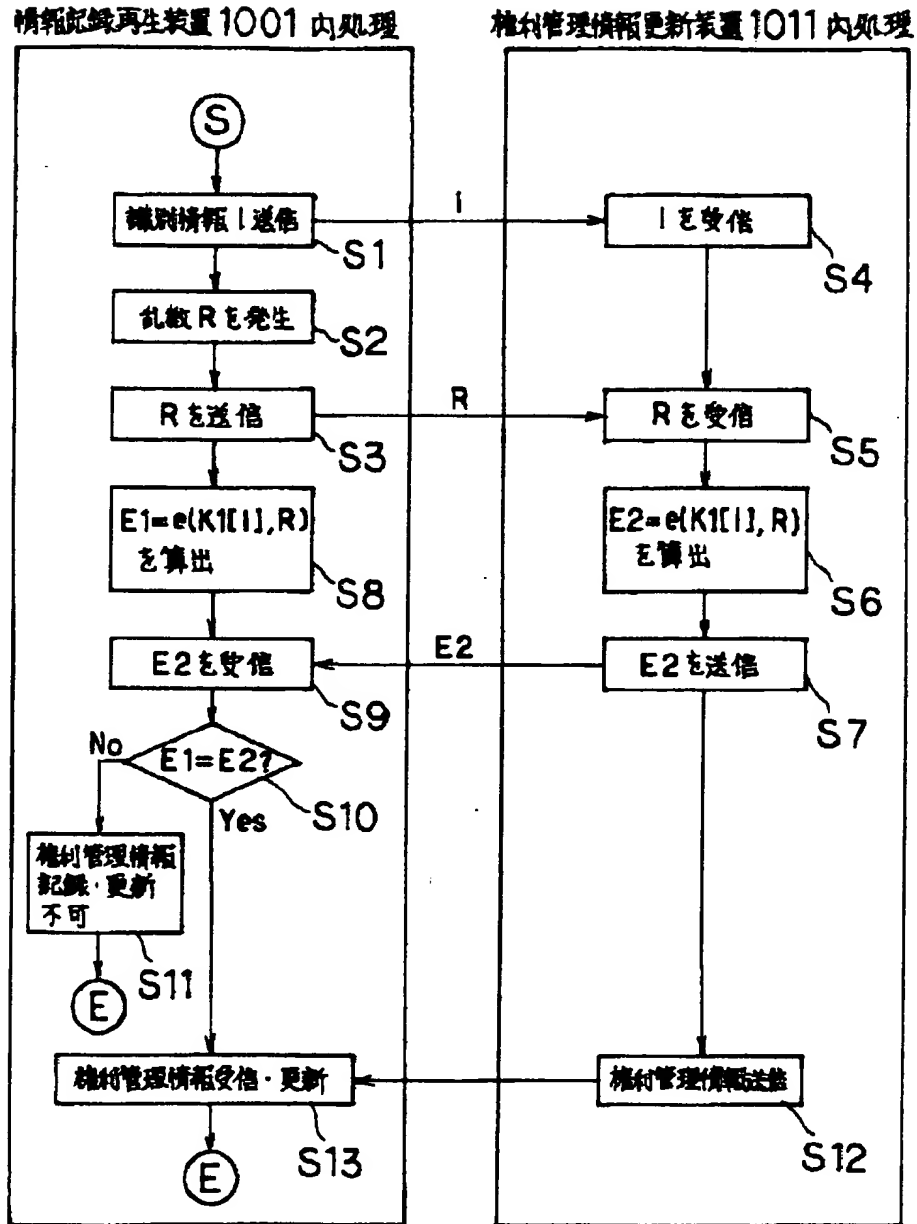 情報記録再生装置1001内処理
権利管理情報更新装置1011内処理
S
識別情報I送信
S1
I
Iを受信
S4
乱数Rを発生
S2
Rを送信
S3
R
Rを受信
S5
E1=e(K1[I],R)
を算出
S8
E2=e(K1[I],R)
を算出
S6
E2を受信
S9
E2
E2を送信
S7
E1=E2?
S10
No
Yes
権利管理情報
記録・更新
不可
S11
E
権利管理情報受信・更新
S13
権利管理情報送信
S12
E